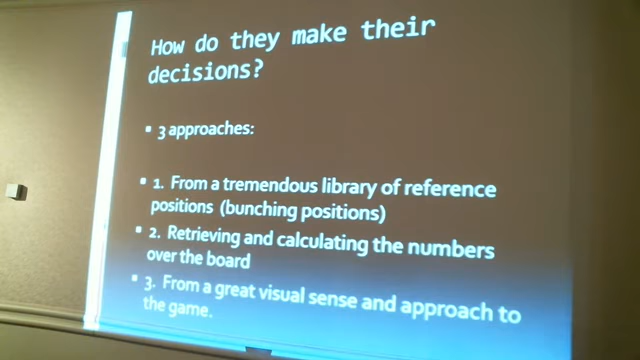 How do they make their
decisions?
▪ 3 approaches:
▪ 1. From a tremendous library of reference
positions (bunching positions)
▪ 2. Retrieving and calculating the numbers
over the board
▪ 3. From a great visual sense and approach to
the game.